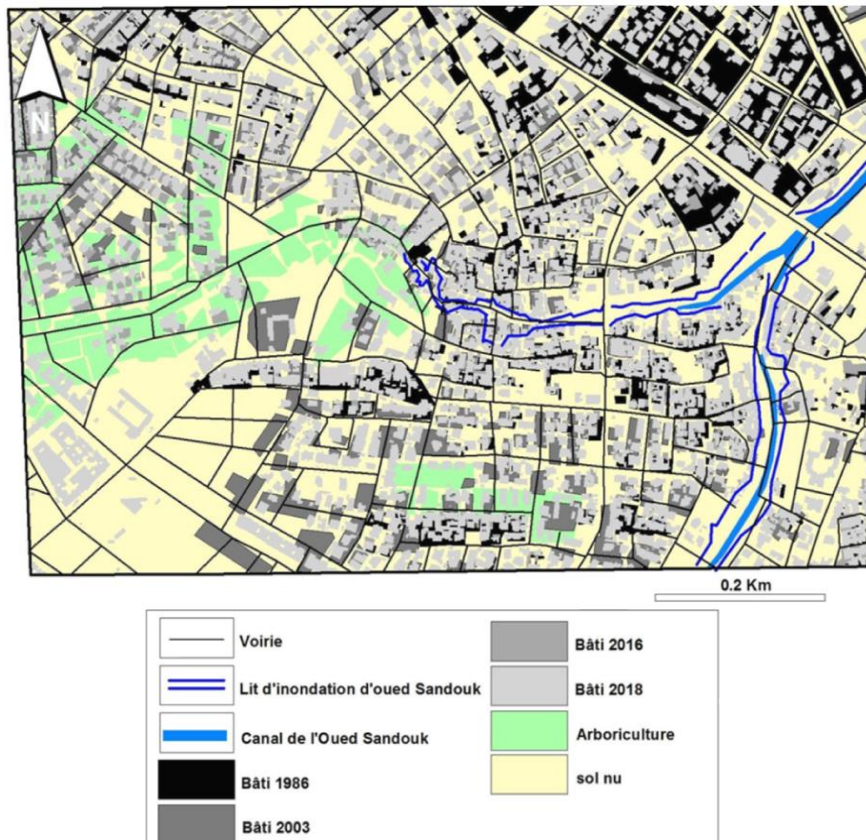 N
0.2 Km
Voirie
Lit d'inondation d'oued Sandouk
Canal de l'Oued Sandouk
Bâti 1986
Bâti 2003
Bâti 2016
Bâti 2018
Arboriculture
sol nu